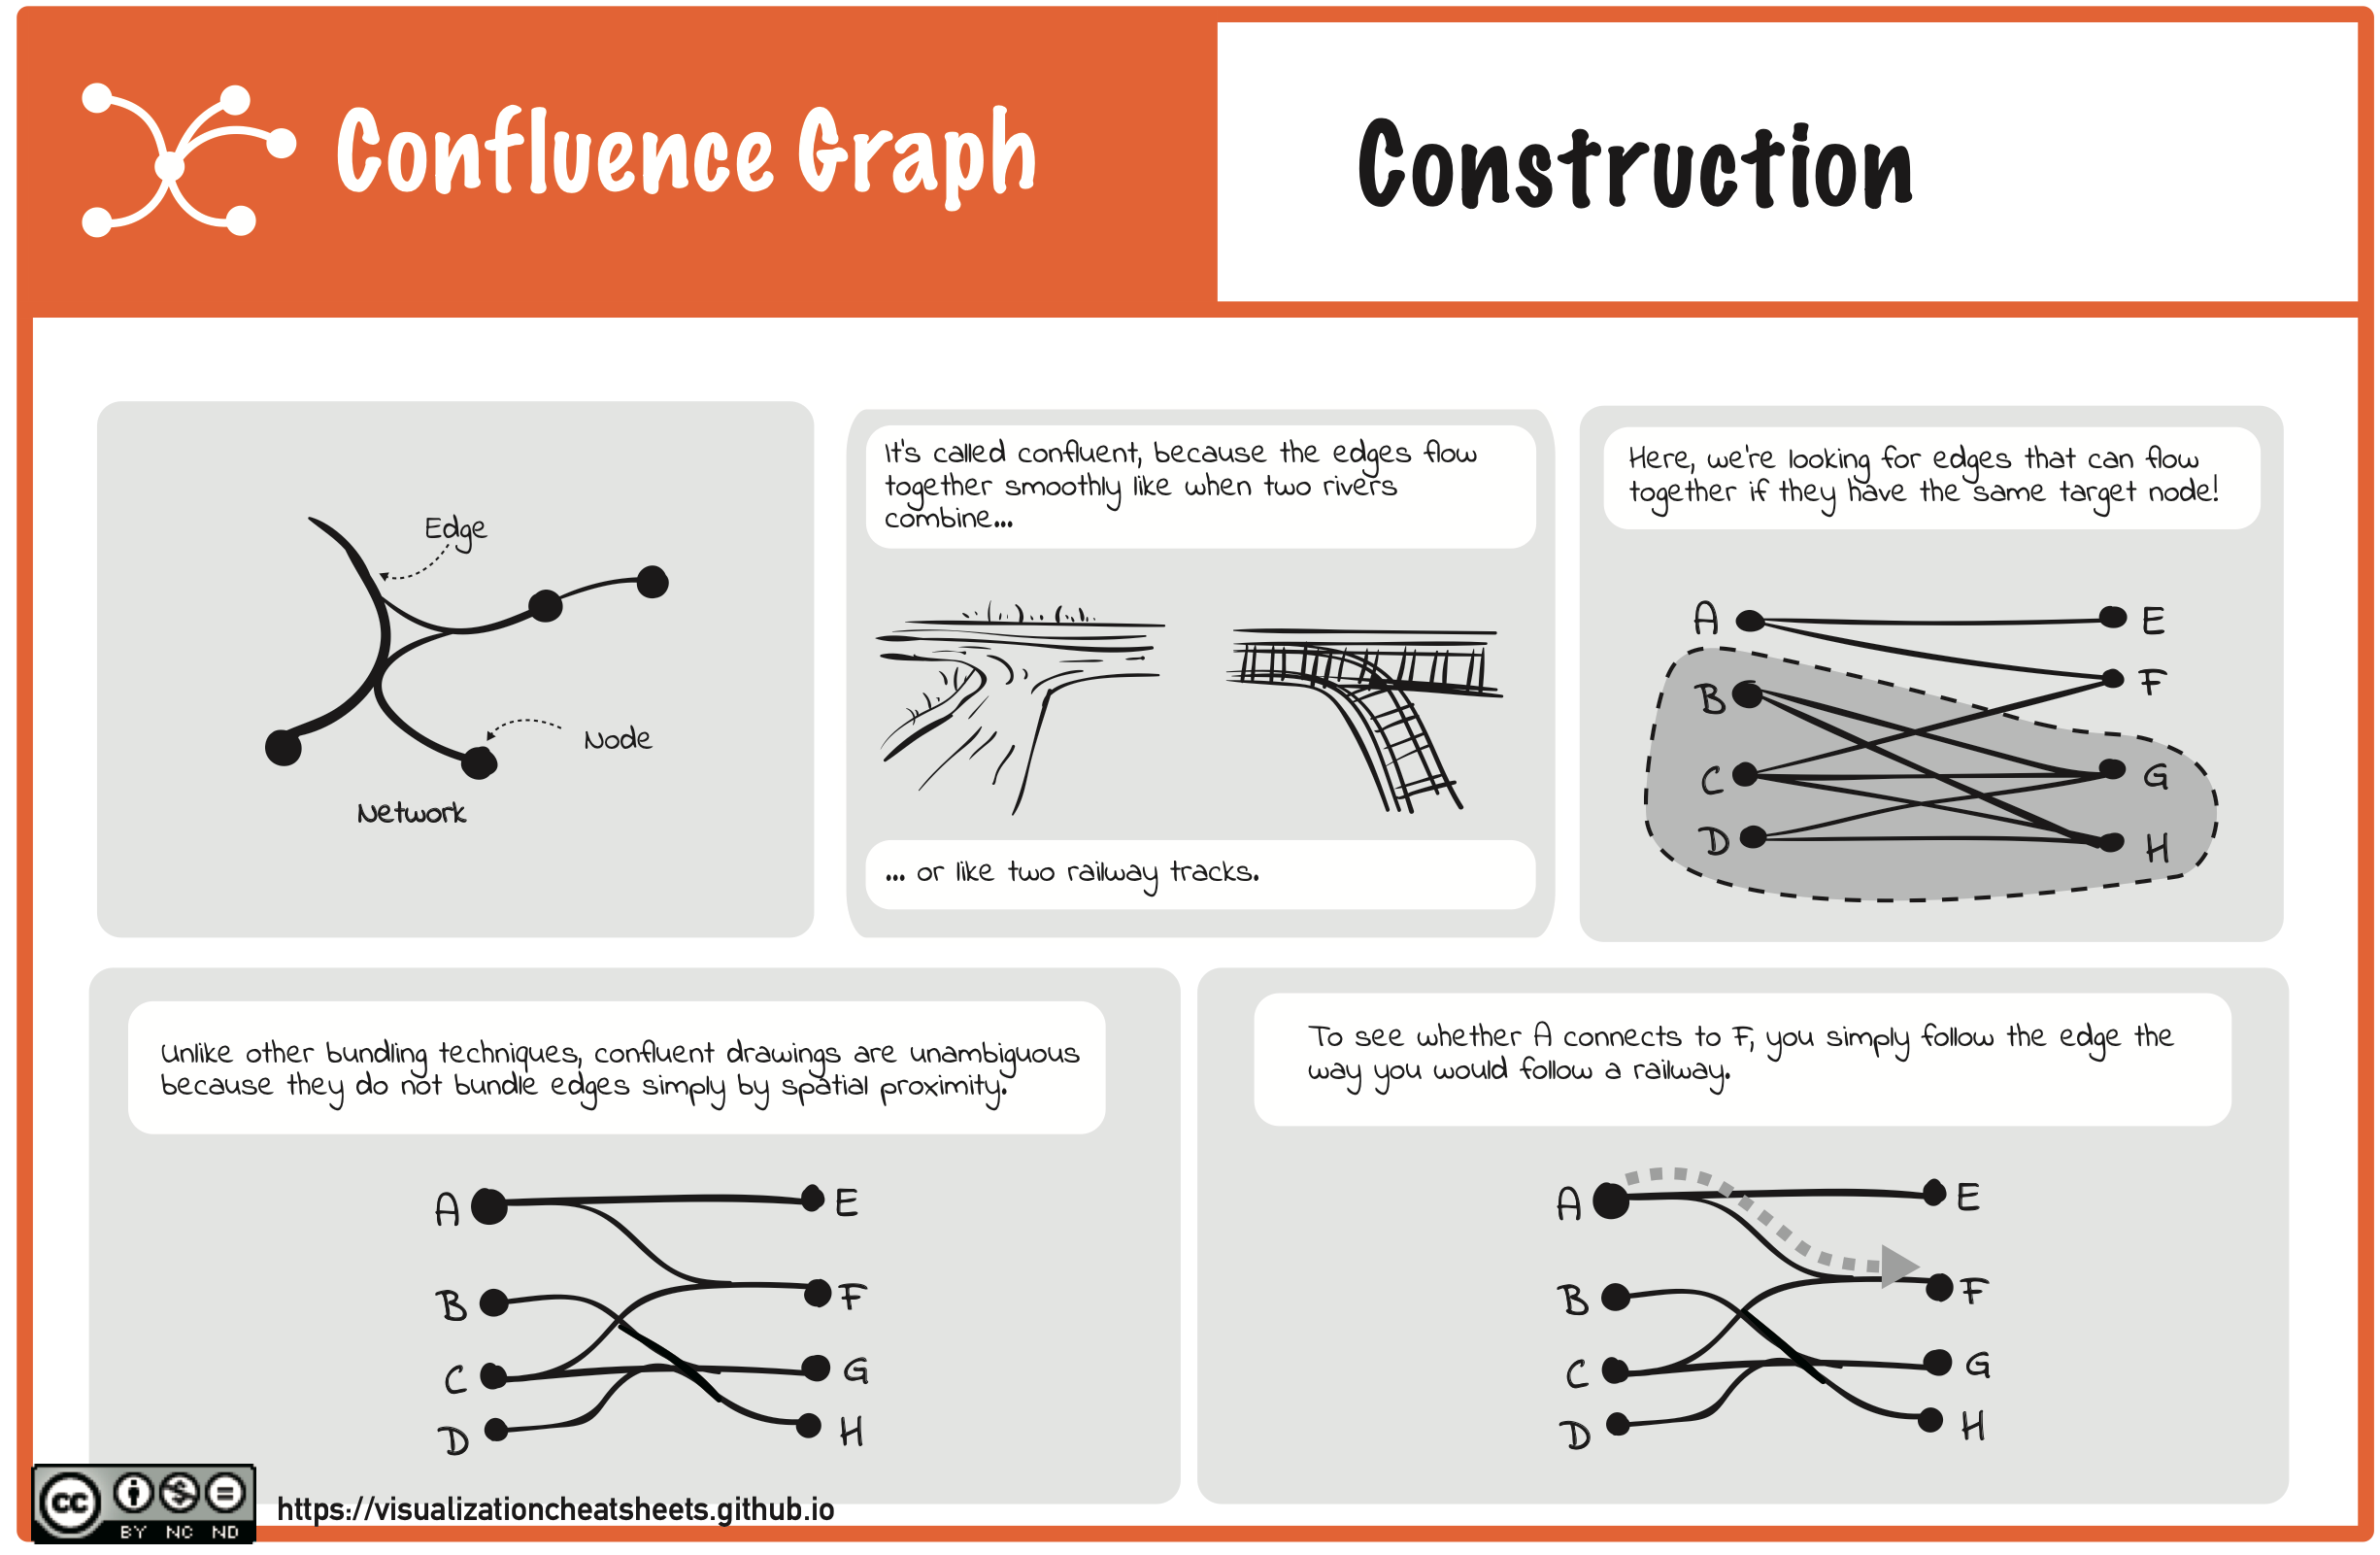 Confluence Graph
Construction
Edge
Node
Network
It's called confluent, because the edges flow
together smoothly like when two rivers
combine...
... or like two railway tracks.
Here, we're looking for edges that can flow
together if they have the same target node!
A
E
F
B
C
G
D
H
Unlike other bundling techniques, confluent drawings are unambiguous
because they do not bundle edges simply by spatial proximity.
A
E
B
F
C
G
D
H
To see whether A connects to F, you simply follow the edge the
way you would follow a railway.
A
E
B
F
C
G
D
H
cc
BY NC ND
https://visualizationcheatsheets.github.io